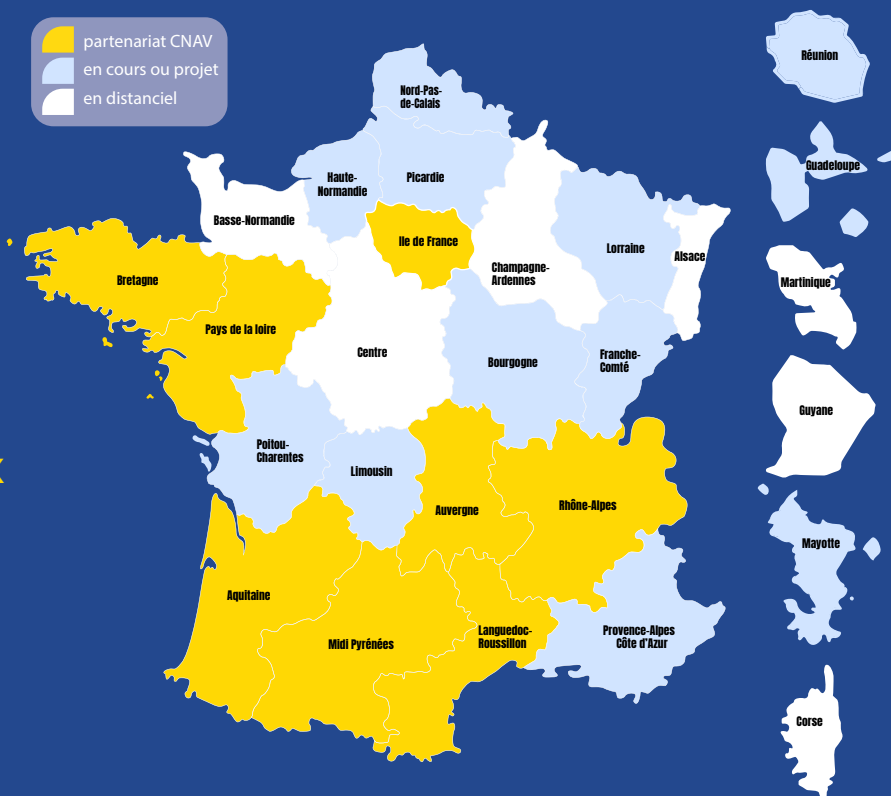 partenariat CNAV
en cours ou projet
en distanciel
Nord-Pas-
de-Calais
Haute-
Normandie
Picardie
Basse-Normandie
Ile de France
Champagne-
Ardennes
Lorraine
Alsace
Bretagne
Pays de la loire
Centre
Bourgogne
Franche-
Comté
Poitou-
Charentes
Limousin
Auvergne
Rhône-Alpes
Aquitaine
Midi Pyrénées
Languedoc-
Roussillon
Provence-Alpes
Côte d'Azur
Réunion
Guadeloupe
Martinique
Guyane
Mayotte
Corse